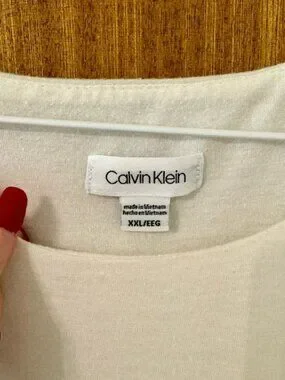 Calvin Klein
made in Vietnam
hecho en Vietnam
XXL/EEG